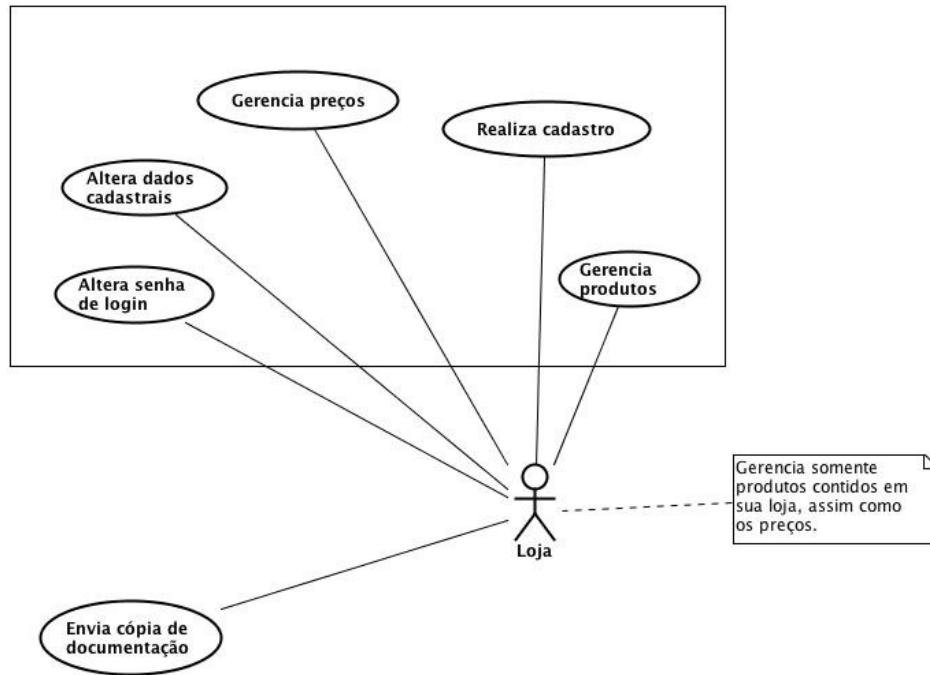 Gerencia preços
Realiza cadastro
Altera dados
cadastrais
Gerencia
produtos
Altera senha
de login
Gerencia somente
produtos contidos em
sua loja, assim como
os preços.
Loja
Envia cópia de
documentação